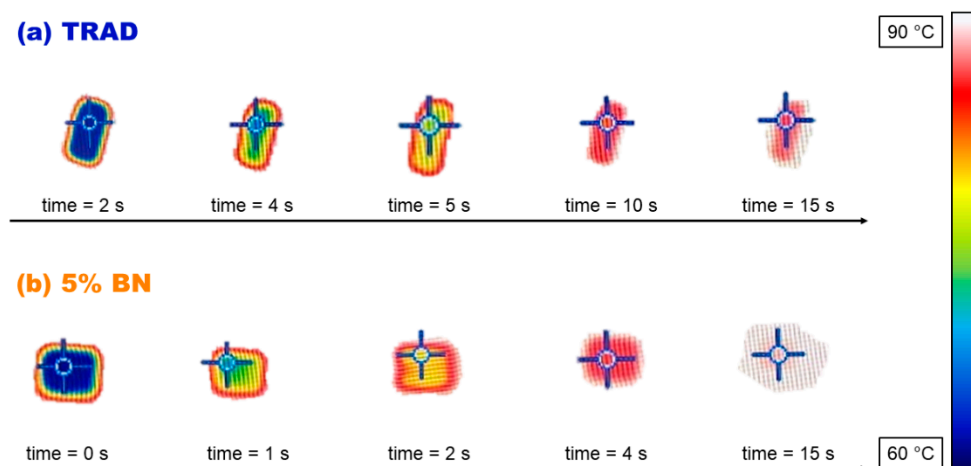 (a) TRAD
90 °C
time = 2 s
time = 4 s
time = 5 s
time = 10 s
time = 15 s
(b) 5% BN
time = 0 s
time = 1 s
time = 2 s
time = 4 s
time = 15 s
60 °C